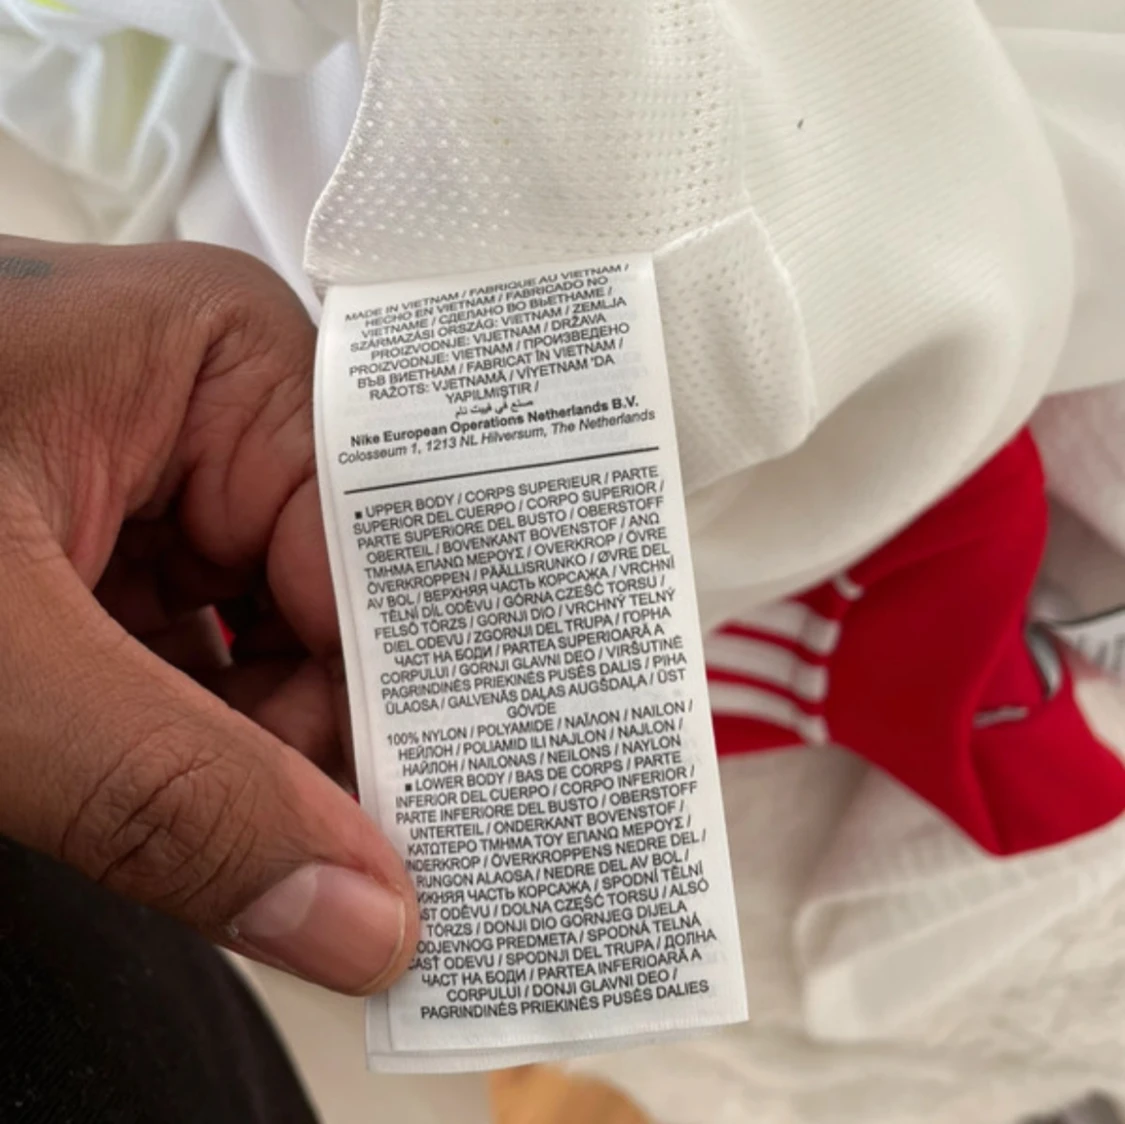 MADE IN VIETNAM / FABRIQUE AU VIETNAM /
HECHO EN VIETNAM / FABRICADO NO
VIETNAME / СДЕЛАНО ВО ВЬЕТНАМЕ /
SZÁRMAZÁSI ORSZÁG: VIETNAM / ZEMLJA
PROIZVODNJE: VIJETNAM / DRŽAVA
PROIZVODNJE: VIETNAM / ПРОИЗВЕДЕНО
ВЪВ ВИЕТНАМ / FABRICAT ÎN VIETNAM /
RAŽOTS: VJETNAMĀ / VİYETNAM 'DA
YAPILMIŞTIR /
صنع في فييت نام
Nike European Operations Netherlands B.V.
Colosseum 1, 1213 NL Hilversum, The Netherlands
■ UPPER BODY / CORPS SUPERIEUR / PARTE
SUPERIOR DEL CUERPO / CORPO SUPERIOR /
PARTE SUPERIORE DEL BUSTO / OBERSTOFF
OBERTEIL / BOVENKANT BOVENSTOF / ΑΝΩ
ΤΜΗΜΑ ΕΠΑΝΩ ΜΕΡΟΥΣ / OVERKROP / ÖVRE
ÖVERKROPPEN / PÄÄLLISRUNKO / ØVRE DEL
AV BOL / ВЕРХНЯЯ ЧАСТЬ КОРСАЖА / VRCHNÍ
TĚLNÍ DÍL ODĚVU / GÓRNA CZĘŚĆ TORSU /
FELSŐ TÖRZS / GORNJI DIO / VRCHNÝ TELNÝ
DIEL ODEVU / ZGORNJI DEL TRUPA / ГОРНА
ЧАСТ НА БОДИ / PARTEA SUPERIOARĂ A
CORPULUI / GORNJI GLAVNI DEO / VIRŠUTINĖ
PAGRINDINĖS PRIEKINĖS PUSĖS DALIS / PIHA
ÜLAOSA / GALVENĀS DAĻAS AUGŠDAĻA / ÜST
GÖVDE
100% NYLON / POLYAMIDE / ΝΑΪΛΟΝ / NAILON /
НЕЙЛОН / POLIAMID ILI NAJLON / NAJLON /
НАЙЛОН / NAILONAS / NEILONS / NAYLON
■ LOWER BODY / BAS DE CORPS / PARTE
INFERIOR DEL CUERPO / CORPO INFERIOR /
PARTE INFERIORE DEL BUSTO / OBERSTOFF
UNTERTEIL / ONDERKANT BOVENSTOF /
ΚΑΤΩΤΕΡΟ ΤΜΗΜΑ ΤΟΥ ΕΠΑΝΩ ΜΕΡΟΥΣ /
NDERKROP / ÖVERKROPPENS NEDRE DEL /
RUNGON ALAOSA / NEDRE DEL AV BOL /
ИЖНЯЯ ЧАСТЬ КОРСАЖА / SPODNÍ TĚLNÍ
ST ODĚVU / DOLNA CZĘŚĆ TORSU / ALSÓ
TÖRZS / DONJI DIO GORNJEG DIJELA
ODJEVNOG PREDMETA / SPODNÁ TELNÁ
ČASŤ ODEVU / SPODNJI DEL TRUPA / ДОЛНА
ЧАСТ НА БОДИ / PARTEA INFERIOARĂ A
CORPULUI / DONJI GLAVNI DEO /
PAGRINDINĖS PRIEKINĖS PUSĖS DALIES